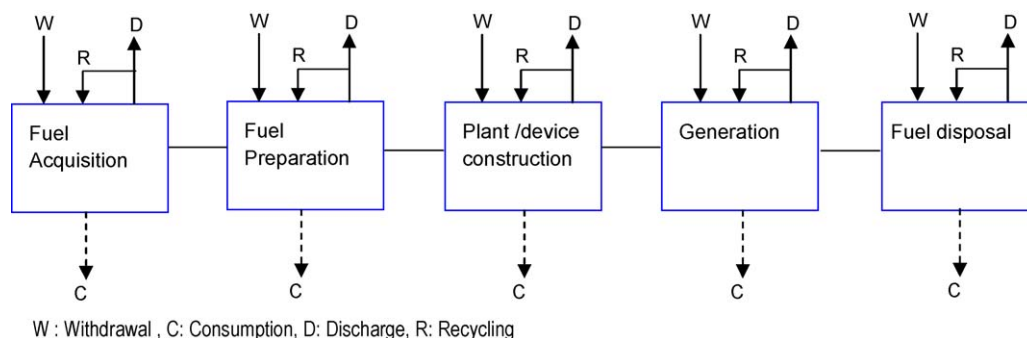 W D W D W D W D W D
R R R R R
Fuel
Acquisition
Fuel
Preparation
Plant /device
construction
Generation
Fuel disposal
C C C C C
W : Withdrawal , C: Consumption, D: Discharge, R: Recycling